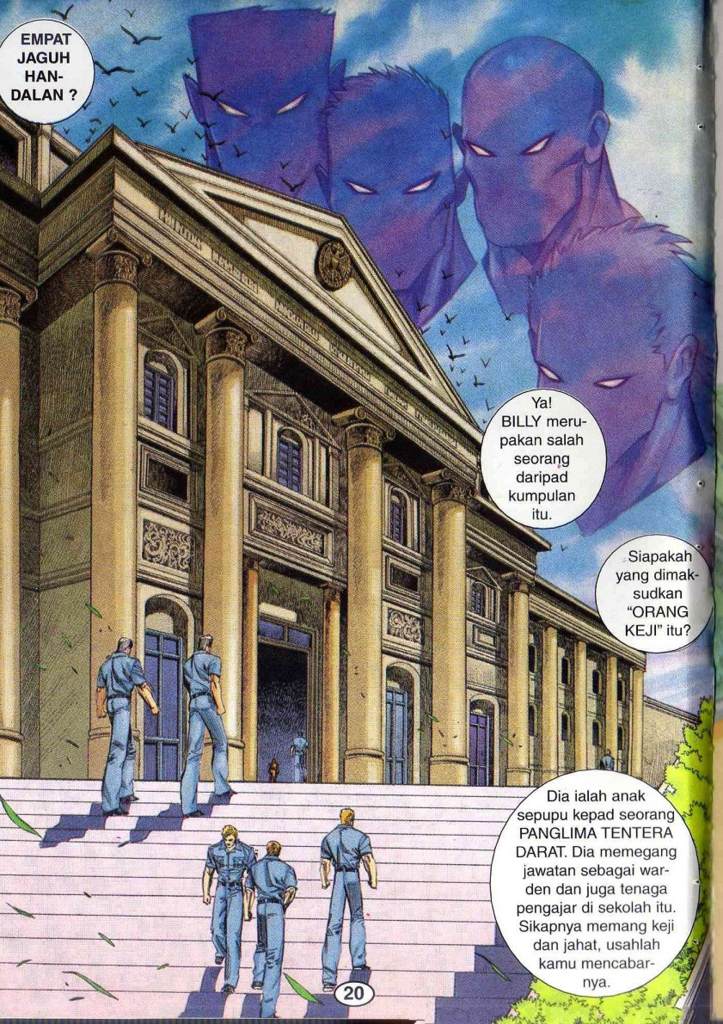 EMPAT
JAGUH
HAN-
DALAN ?
Ya!
BILLY meru-
pakan salah
seorang
daripad
kumpulan
itu.
Siapakah
yang dimak-
sudkan
“ORANG
KEJI” itu?
Dia ialah anak
sepupu kepad seorang
PANGLIMA TENTERA
DARAT. Dia memegang
jawatan sebagai war-
den dan juga tenaga
pengajar di sekolah itu.
Sikapnya memang keji
dan jahat, usahlah
kamu mencabar-
nya.
20